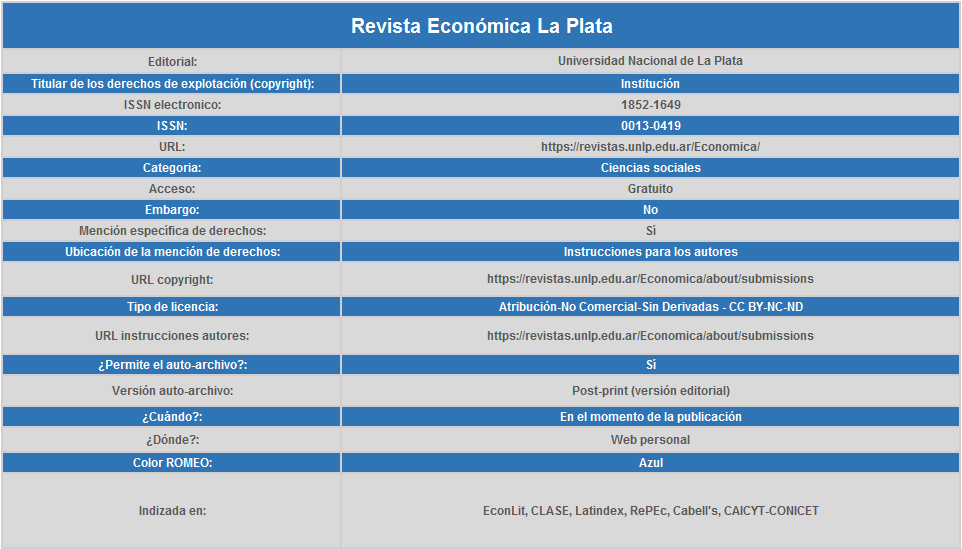 Revista Económica La Plata
Editorial: Universidad Nacional de La Plata
Titular de los derechos de explotación (copyright): Institución
ISSN electronico: 1852-1649
ISSN: 0013-0419
URL: https://revistas.unlp.edu.ar/Economica/
Categoria: Ciencias sociales
Acceso: Gratuito
Embargo: No
Mención específica de derechos: Sí
Ubicación de la mención de derechos: Instrucciones para los autores
URL copyright: https://revistas.unlp.edu.ar/Economica/about/submissions
Tipo de licencia: Atribución-No Comercial-Sin Derivadas - CC BY-NC-ND
URL instrucciones autores: https://revistas.unlp.edu.ar/Economica/about/submissions
¿Permite el auto-archivo?: Sí
Versión auto-archivo: Post-print (versión editorial)
¿Cuándo?: En el momento de la publicación
¿Dónde?: Web personal
Color ROMEO: Azul
Indizada en: EconLit, CLASE, Latindex, RePEc, Cabell's, CAICYT-CONICET